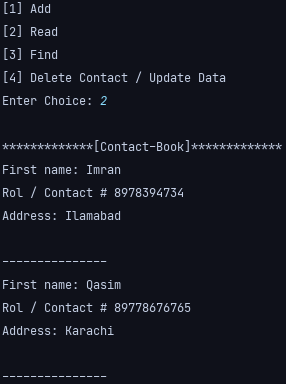 [1] Add
[2] Read
[3] Find
[4] Delete Contact / Update Data
Enter Choice: 2
*************[Contact-Book]*************
First name: Imran
Rol / Contact # 8978394734
Address: Ilamabad
---------------
First name: Qasim
Rol / Contact # 89778676765
Address: Karachi
---------------